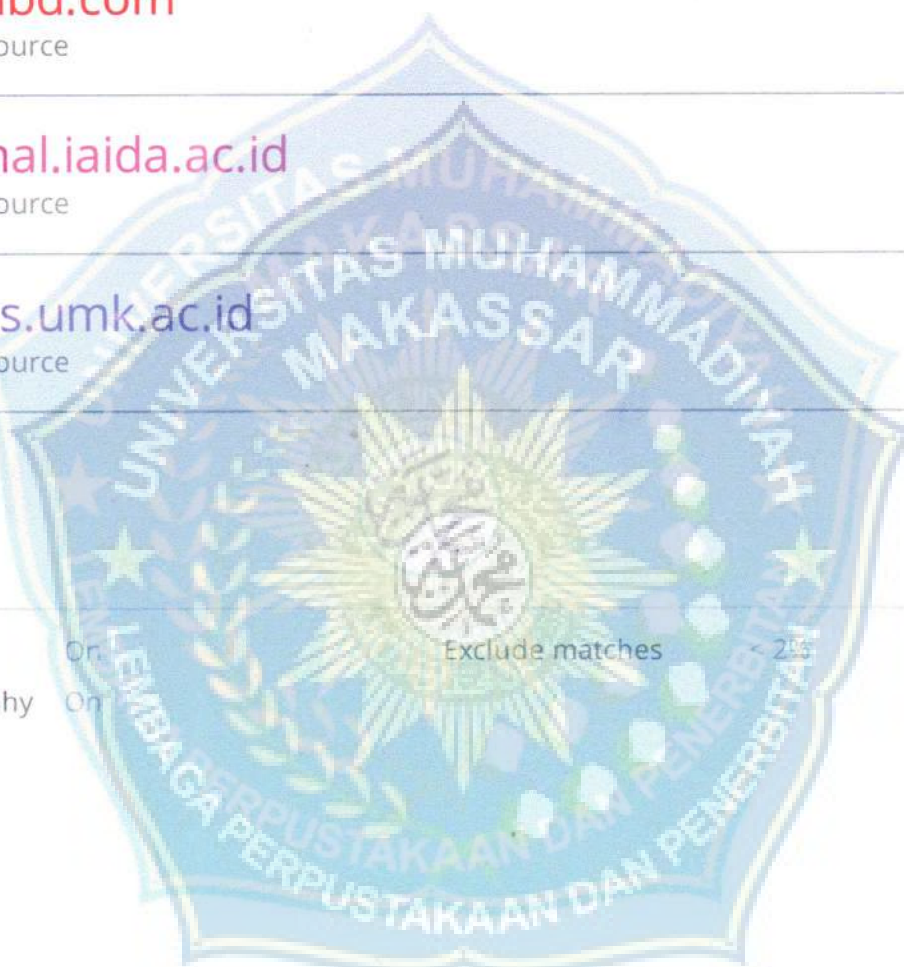 ibd.com
ource
nal.iaida.ac.id
ource
s.umk.ac.id
ource
UNIVERSITAS MUHAMMADIYAH
MAKASSAR
On
Exclude matches
< 2%
hy On
LEMBAGA PERPUSTAKAAN DAN PENERBITAN